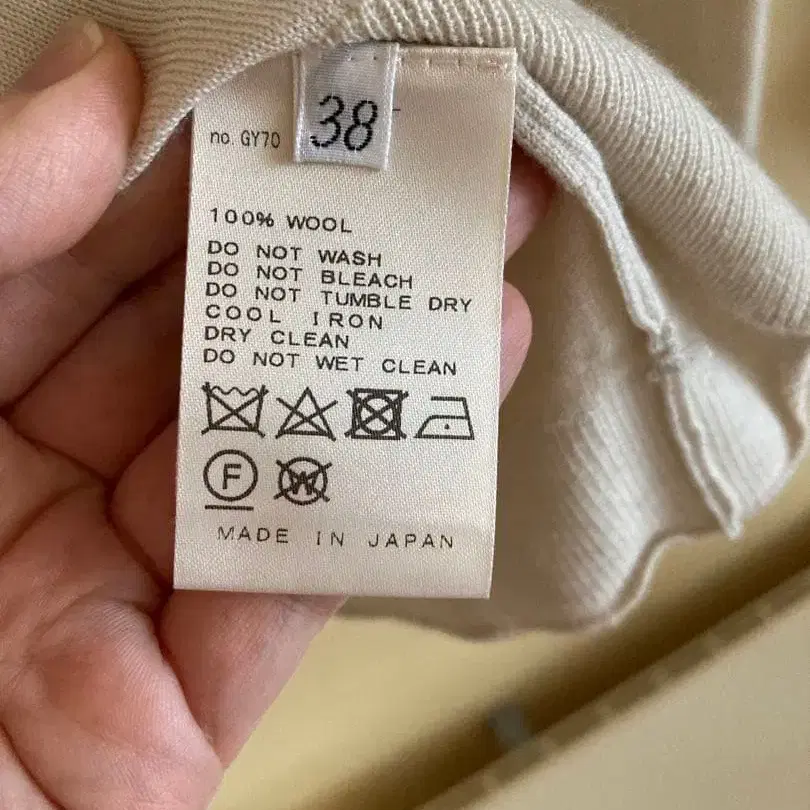 38
no. GY70
100% WOOL
DO NOT WASH
DO NOT BLEACH
DO NOT TUMBLE DRY
COOL IRON
DRY CLEAN
DO NOT WET CLEAN
F W
MADE IN JAPAN